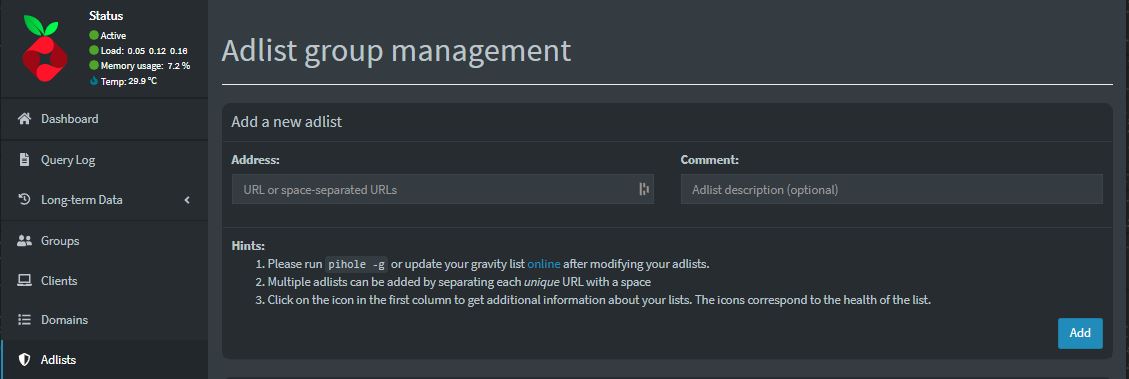 Status
Active
Load: 0.05 0.12 0.16
Memory usage: 7.2 %
Temp: 29.9 °C
Dashboard
Query Log
Long-term Data
Groups
Clients
Domains
Adlists
Adlist group management
Add a new adlist
Address:
URL or space-separated URLs
Comment:
Adlist description (optional)
Hints:
1. Please run pihole -g or update your gravity list online after modifying your adlists.
2. Multiple adlists can be added by separating each unique URL with a space
3. Click on the icon in the first column to get additional information about your lists. The icons correspond to the health of the list.
Add